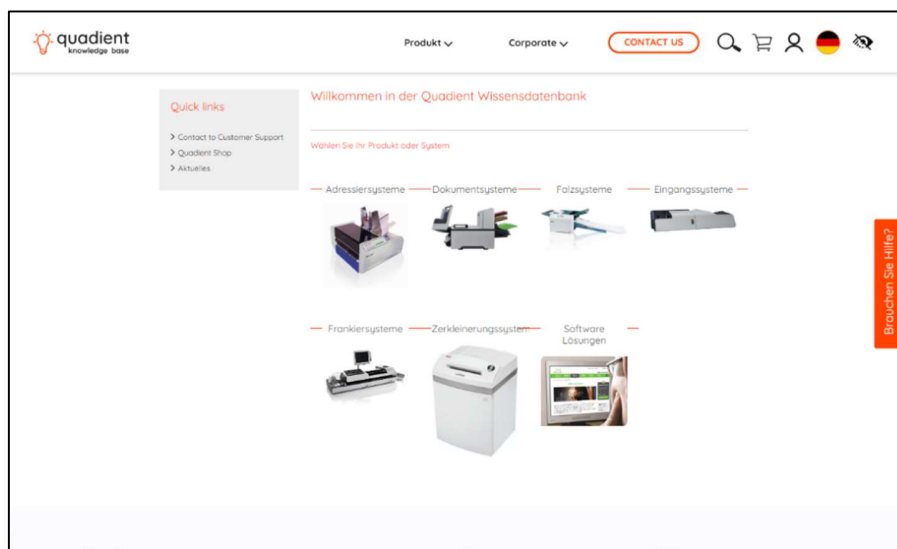 quadient
knowledge base
Produkt
Corporate
CONTACT US
Quick links
Contact to Customer Support
Quadient Shop
Aktuelles
Willkommen in der Quadient Wissensdatenbank
Wählen Sie Ihr Produkt oder System
Adressiersysteme
Dokumentsysteme
Falzsysteme
Eingangssysteme
Frankiersysteme
Zerkleinerungssystem
Software
Lösungen
Brauchen Sie Hilfe?